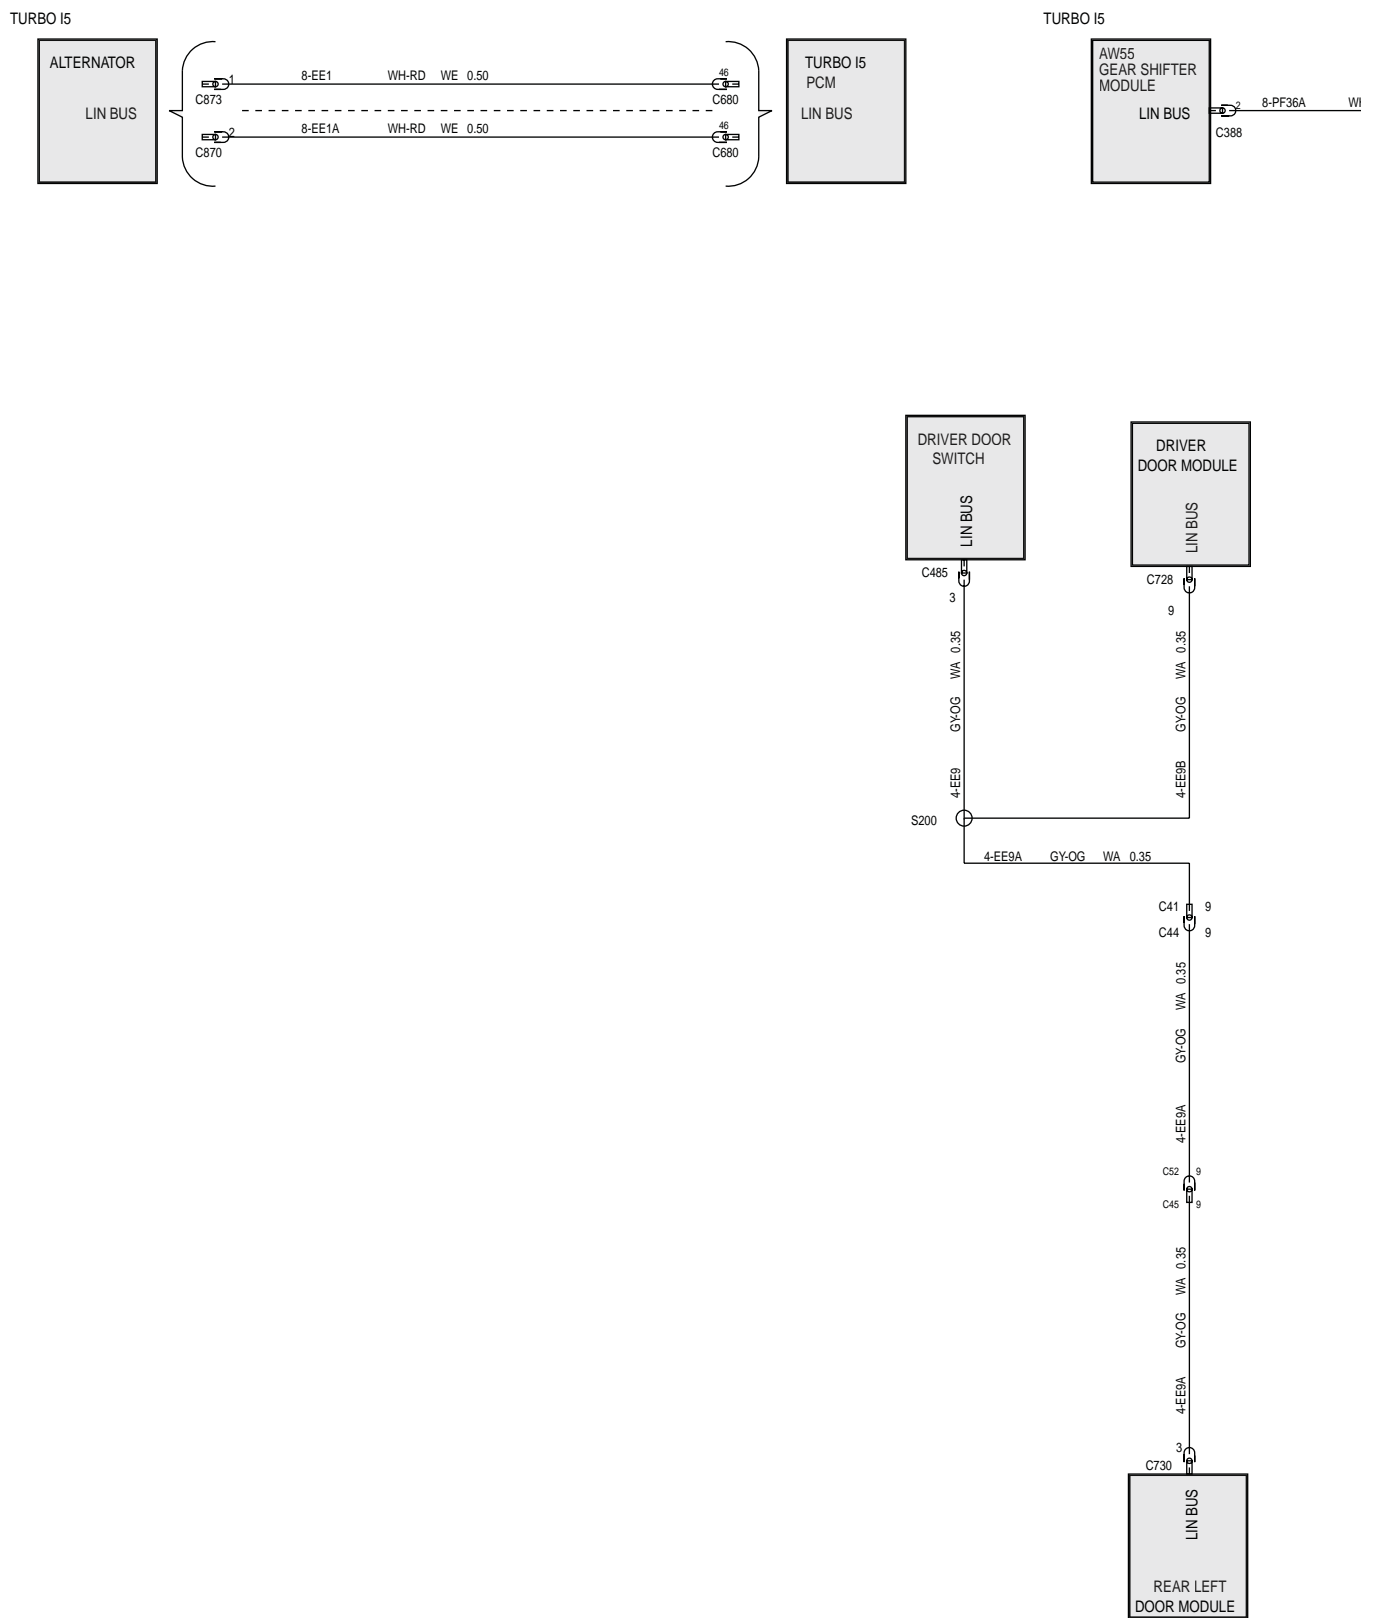 TURBO I5
TURBO I5
ALTERNATOR
LIN BUS
1
8-EE1 WH-RD WE 0.50
46
C873
C680
2
8-EE1A WH-RD WE 0.50
46
C870
C680
TURBO I5
PCM
LIN BUS
AW55
GEAR SHIFTER
MODULE
LIN BUS
2
8-PF36A
C388
DRIVER DOOR
SWITCH
LIN BUS
DRIVER
DOOR MODULE
LIN BUS
C485
3
C728
9
4-EE9 GY-OG WA 0.35
4-EE9B GY-OG WA 0.35
S200
4-EE9A GY-OG WA 0.35
C41 9
C44 9
4-EE9A GY-OG WA 0.35
C52 9
C45 9
4-EE9A GY-OG WA 0.35
3
C730
LIN BUS
REAR LEFT
DOOR MODULE